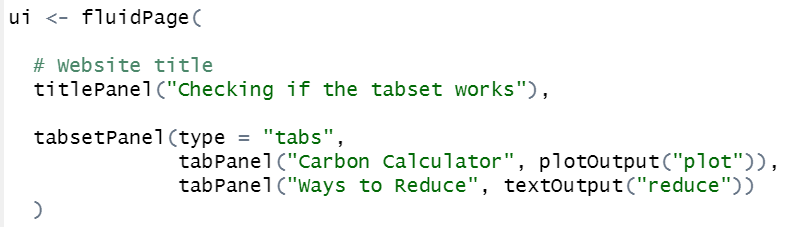 ui <- fluidPage(
# Website title
titlePanel("Checking if the tabset works"),
tabsetPanel(type = "tabs",
tabPanel("Carbon Calculator", plotOutput("plot")),
tabPanel("Ways to Reduce", textOutput("reduce"))
)